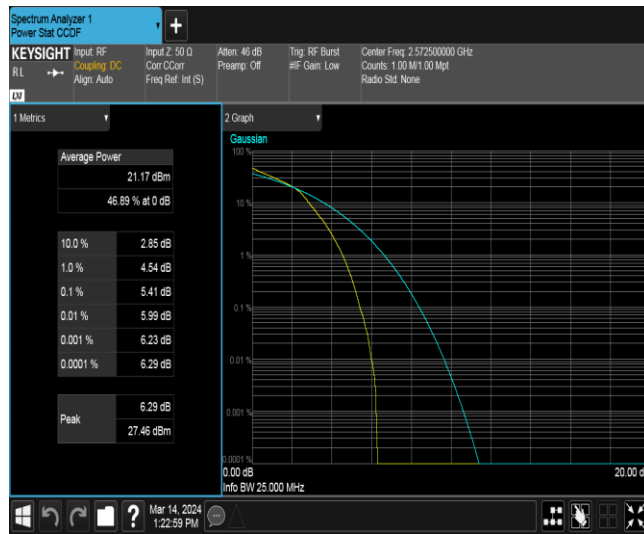 Spectrum Analyzer 1
Power Stat CCDF
+
KEYSIGHT
RL
LXI
Input: RF
Coupling: DC
Align: Auto
Input Z: 50 Ω
Corr CCorr
Freq Ref: Int (S)
Atten: 46 dB
Preamp: Off
Trig: RF Burst
#IF Gain: Low
Center Freq: 2.572500000 GHz
Counts: 1.00 M/1.00 Mpt
Radio Std: None
1 Metrics
Average Power
21.17 dBm
46.89 % at 0 dB
10.0 % 2.85 dB
1.0 % 4.54 dB
0.1 % 5.41 dB
0.01 % 5.99 dB
0.001 % 6.23 dB
0.0001 % 6.29 dB
Peak 6.29 dB
27.46 dBm
2 Graph
Gaussian
100 %
10 %
1 %
0.1 %
0.01 %
0.001 %
0.0001 %
0.00 dB 20.00 d
Info BW 25.000 MHz
? Mar 14, 2024
1:22:59 PM